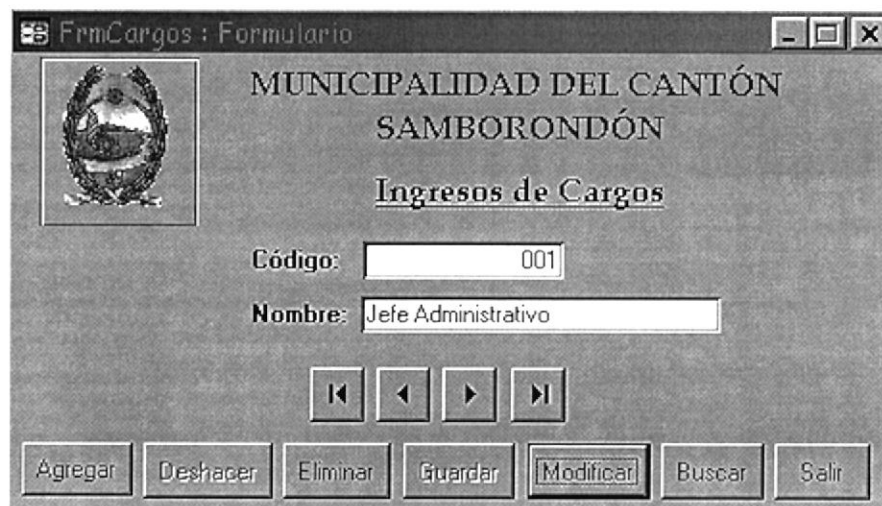 FrmCargos : Formulario
MUNICIPALIDAD DEL CANTÓN
SAMBORONDÓN
Ingresos de Cargos
Código: 001
Nombre: Jefe Administrativo
Agregar Deshacer Eliminar Guardar Modificar Buscar Salir